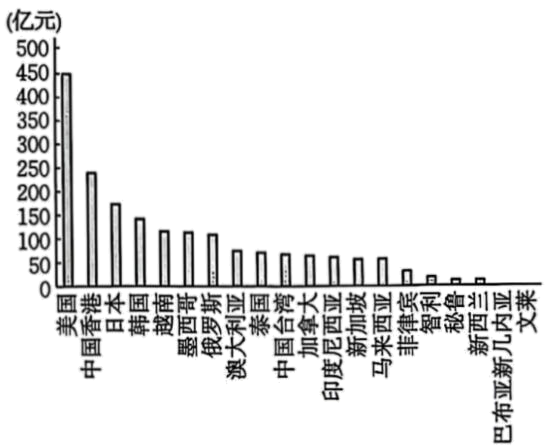 (亿元)
500
450
400
350
300
250
200
150
100
50
0
美国
中国香港
日本
韩国
越南
墨西哥
俄罗斯
澳大利亚
泰国
中国台湾
加拿大
印度尼西亚
新加坡
马来西亚
菲律宾
智利
秘鲁
新西兰
巴布亚新几内亚
文莱